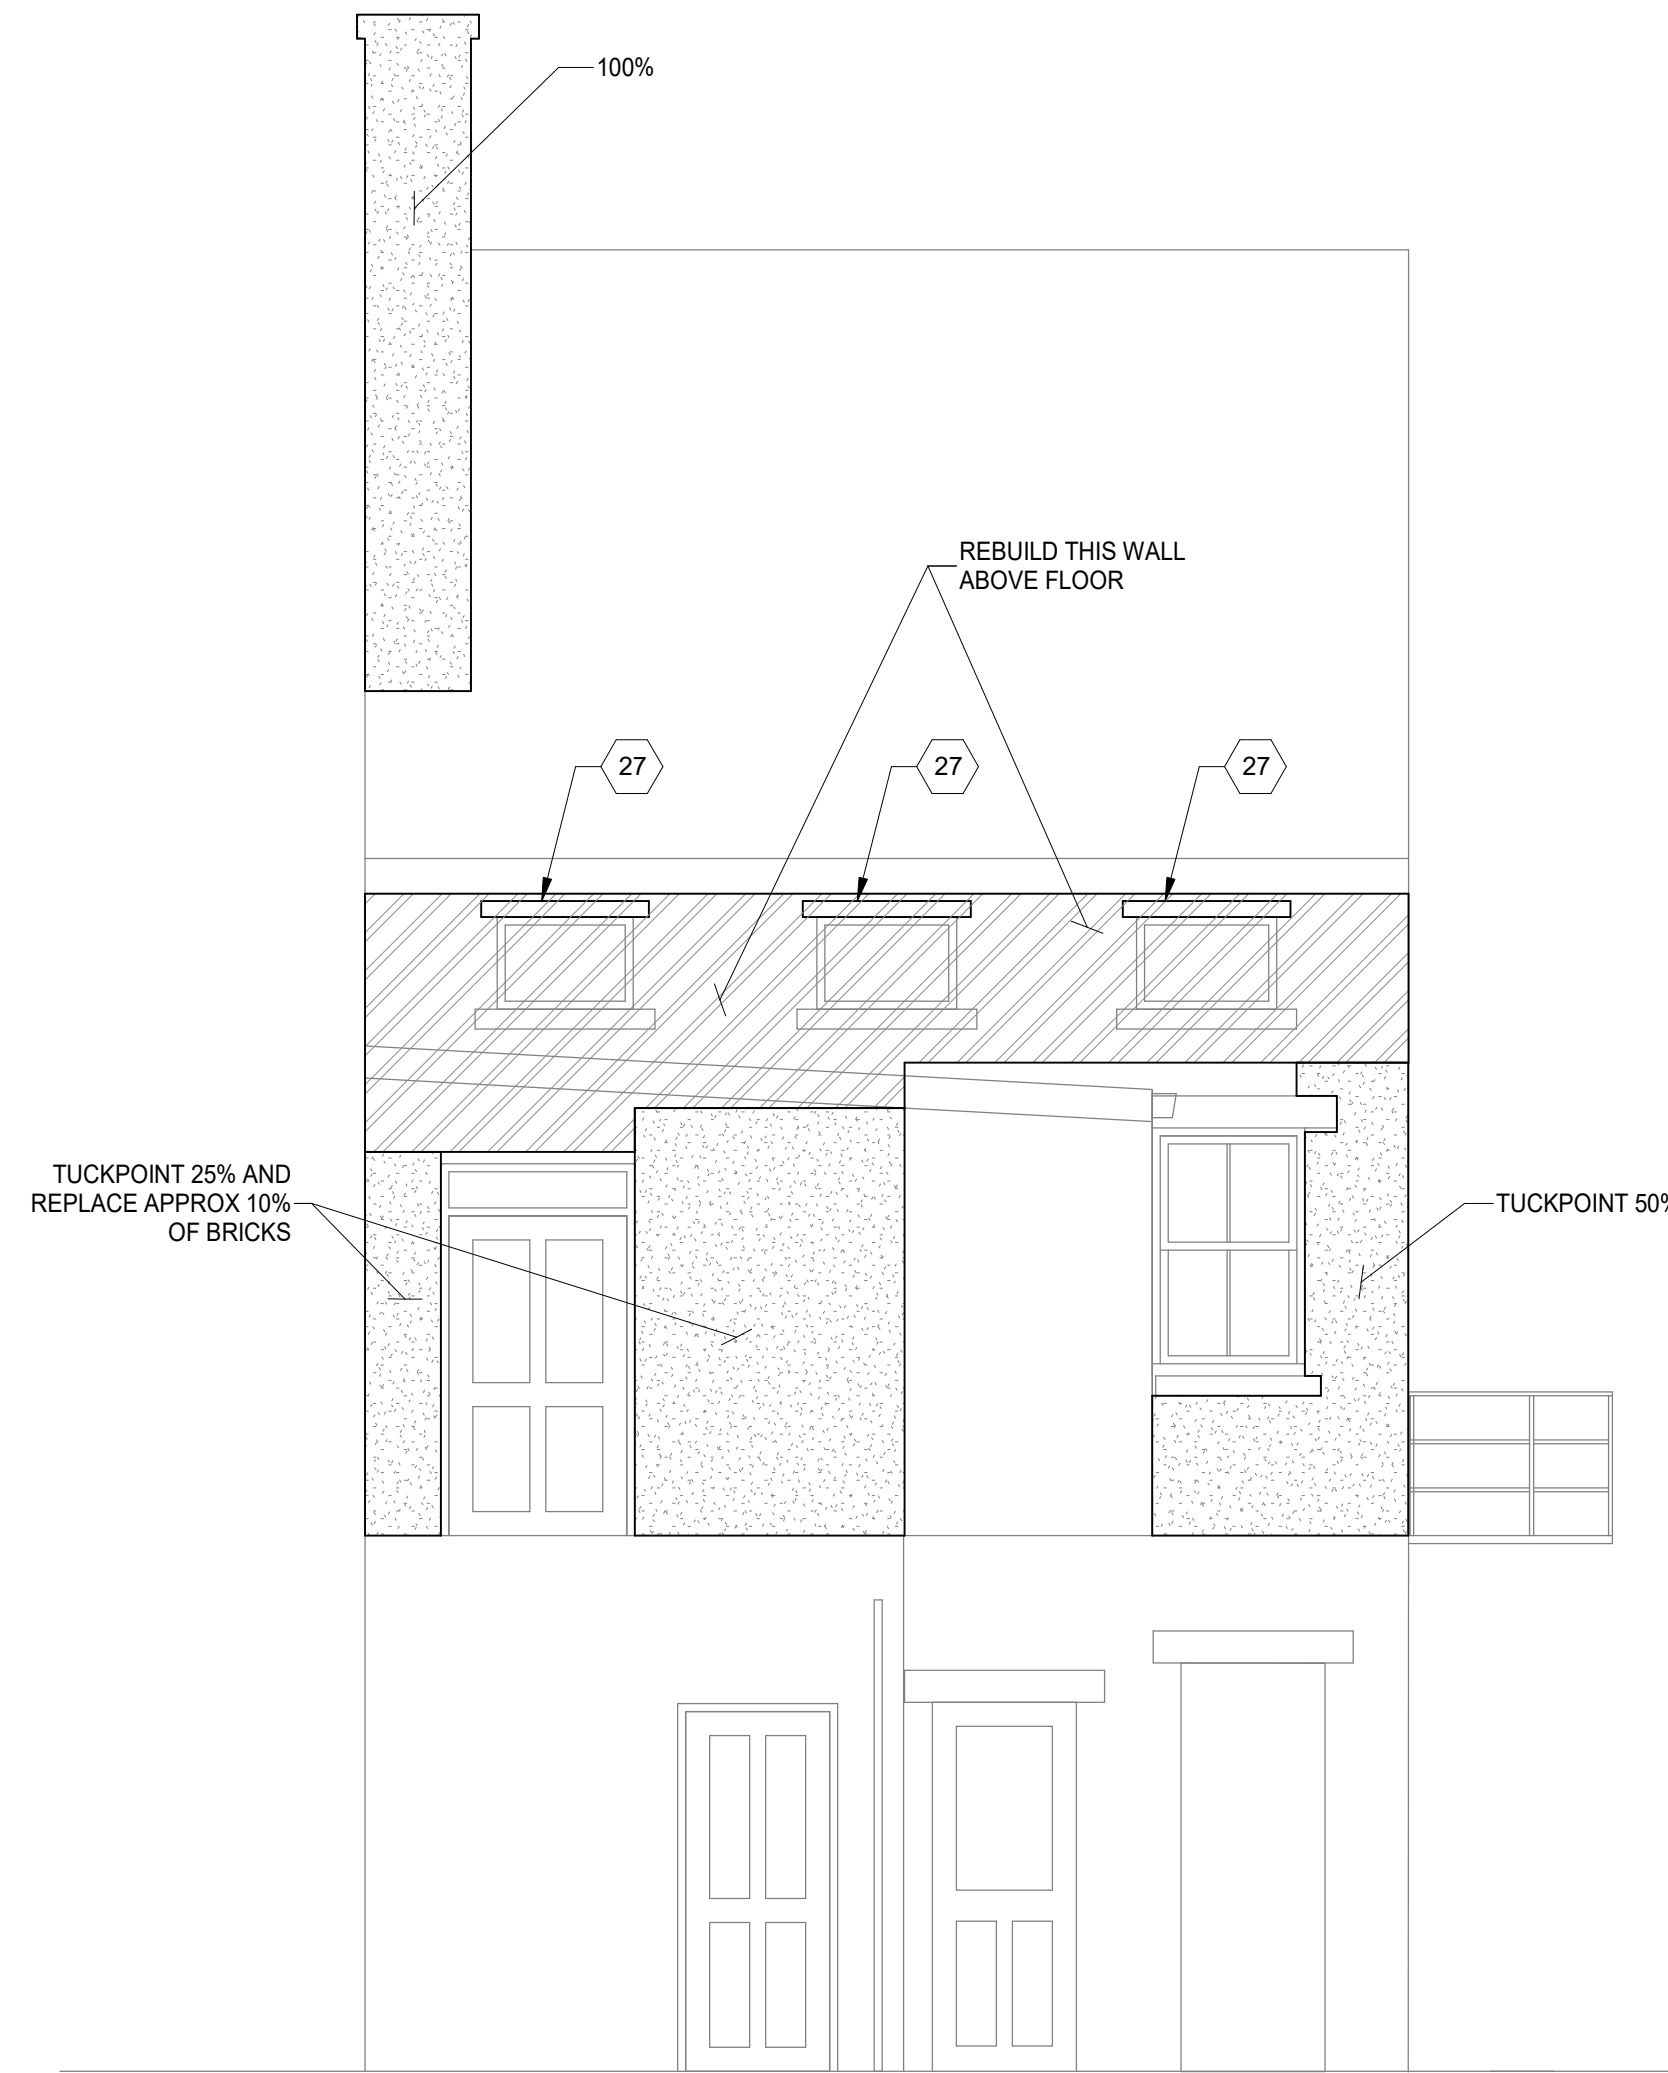 100%
REBUILD THIS WALL
ABOVE FLOOR
27
27
27
TUCKPOINT 25% AND
REPLACE APPROX 10%
OF BRICKS
TUCKPOINT 50%